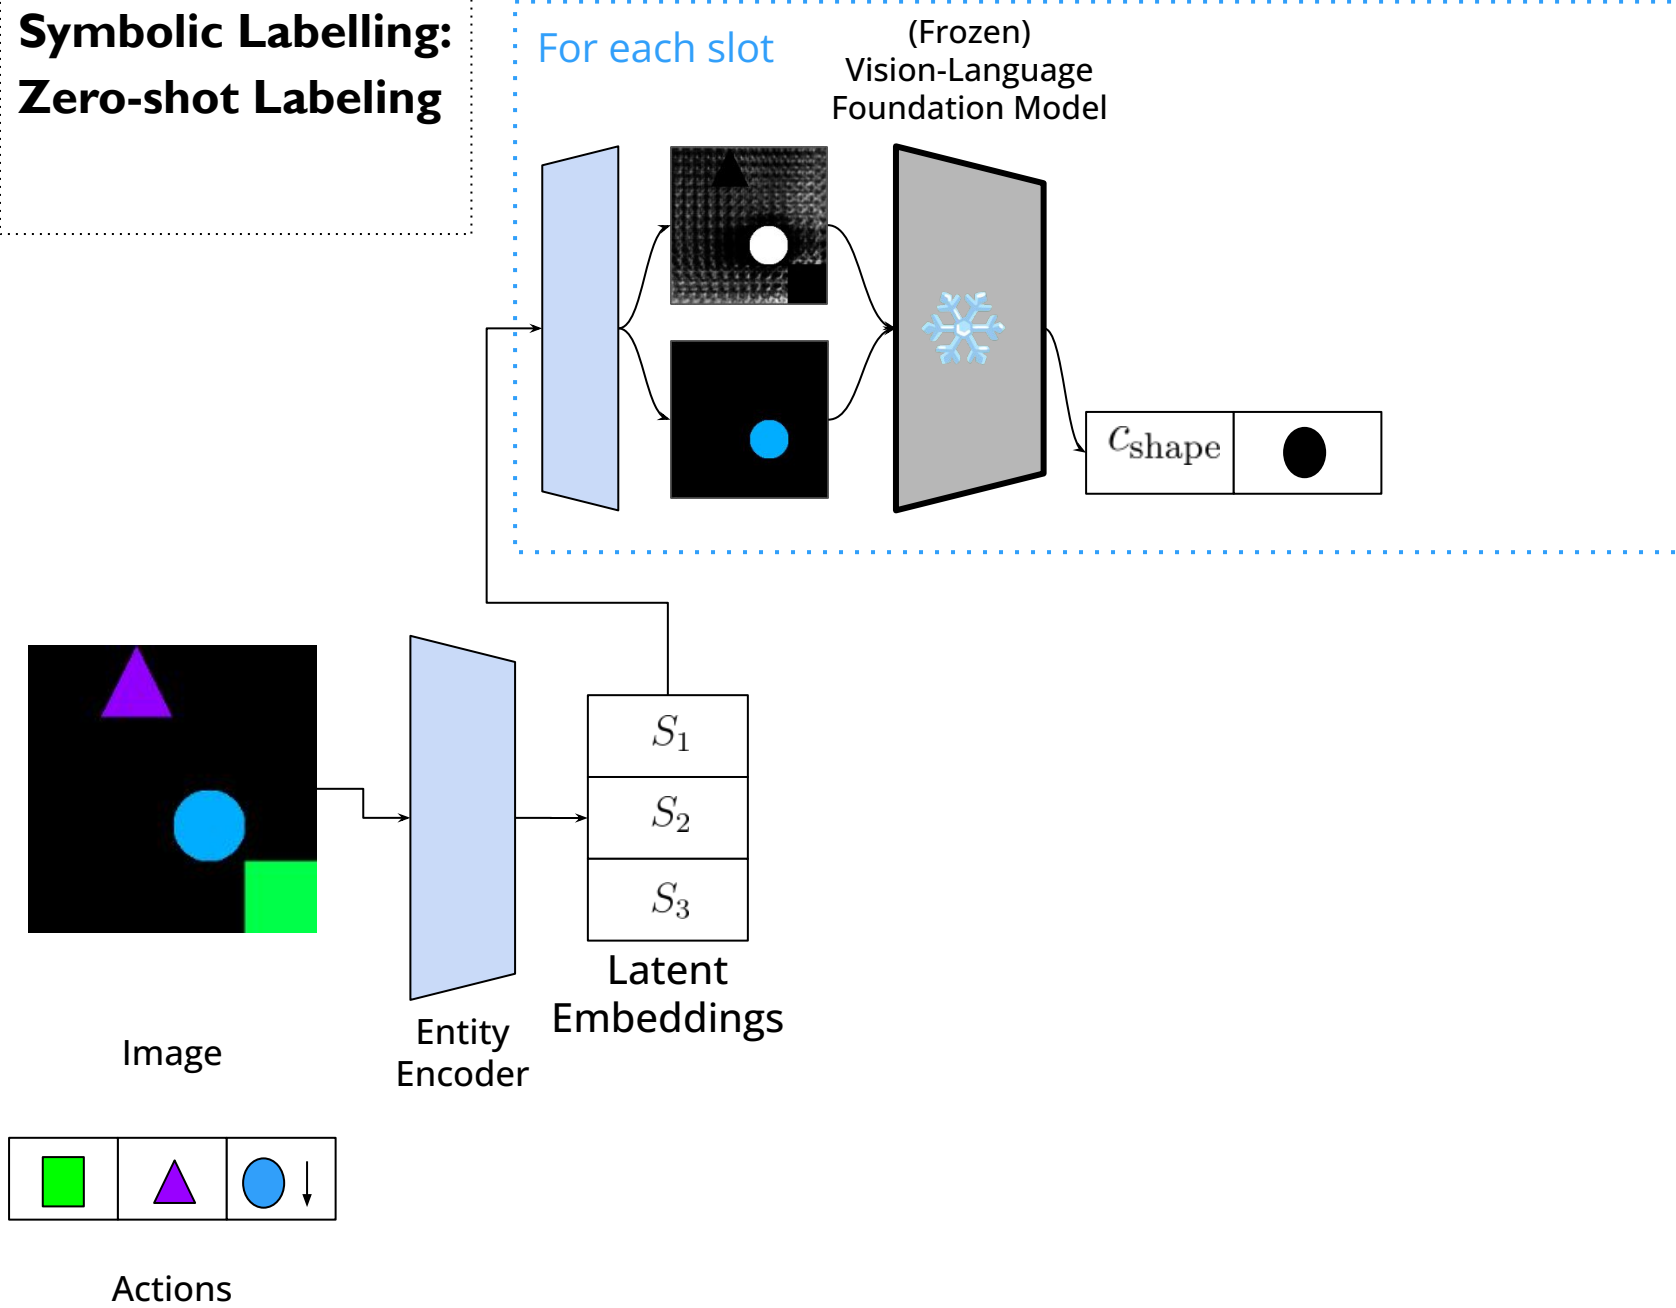 Symbolic Labelling:
Zero-shot Labeling
For each slot
(Frozen)
Vision-Language
Foundation Model
c_shape
S_1
S_2
S_3
Latent
Embeddings
Entity
Encoder
Image
Actions